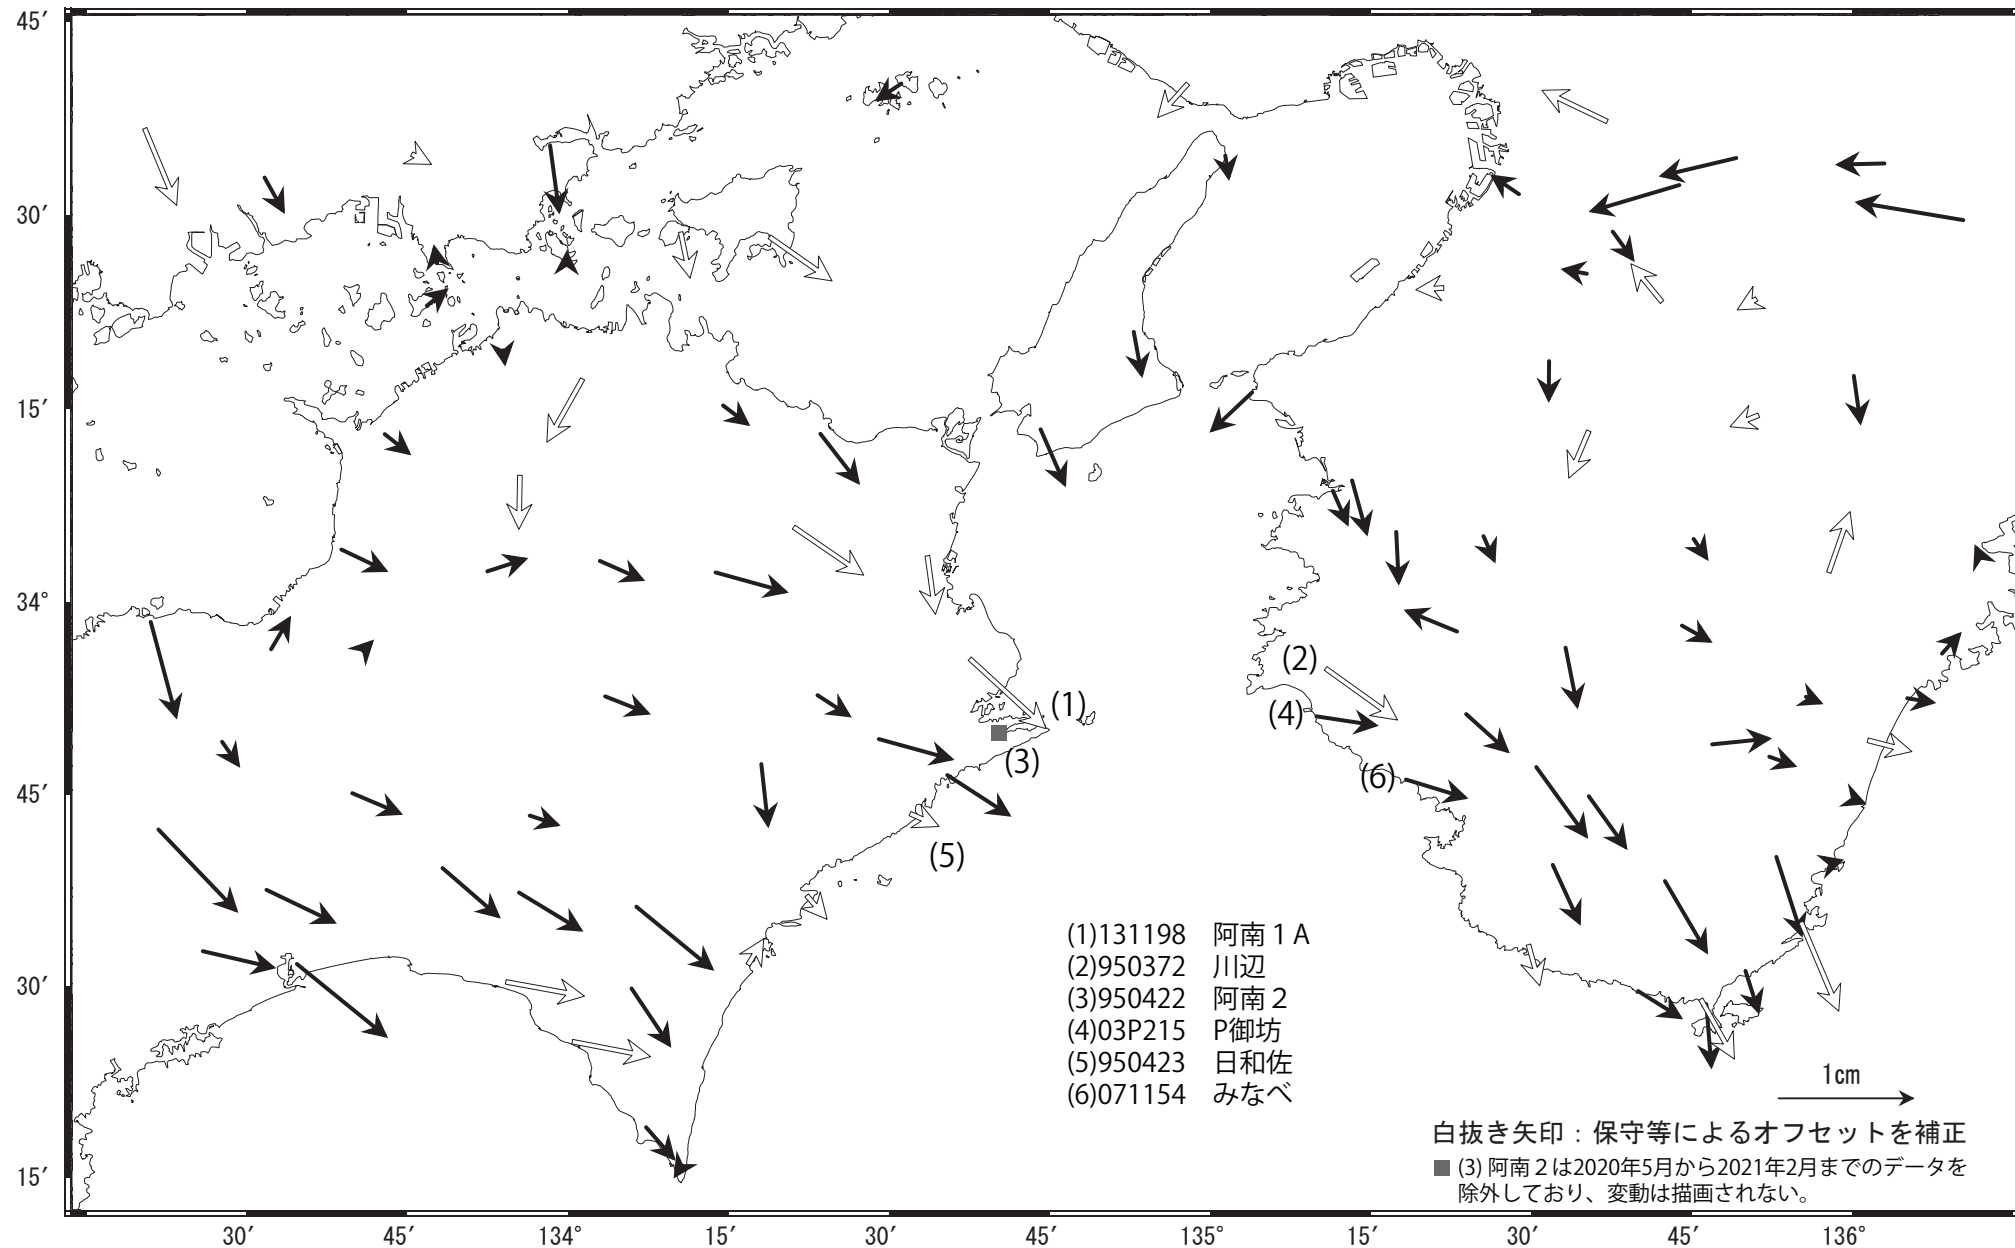 45′
30′
15′
34°
45′
30′
15′
(1)
(2)
(3)
(4)
(5)
(6)
(1)131198 阿南１A
(2)950372 川辺
(3)950422 阿南２
(4)03P215 P御坊
(5)950423 日和佐
(6)071154 みなべ
1cm
白抜き矢印：保守等によるオフセットを補正
■ (3) 阿南２は2020年5月から2021年2月までのデータを
除外しており、変動は描画されない。
30′ 45′ 134° 15′ 30′ 45′ 135° 15′ 30′ 45′ 136°